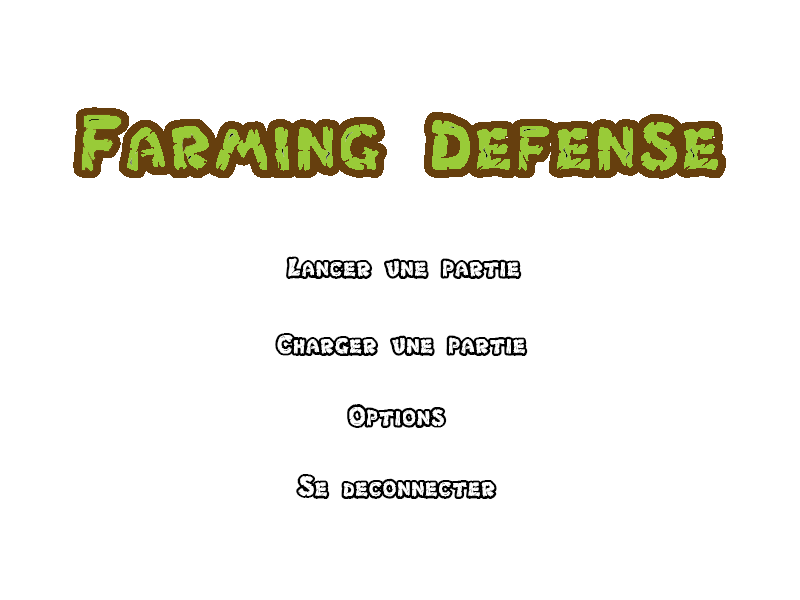 Farming Defense
Lancer une partie
Charger une partie
Options
Se deconnecter